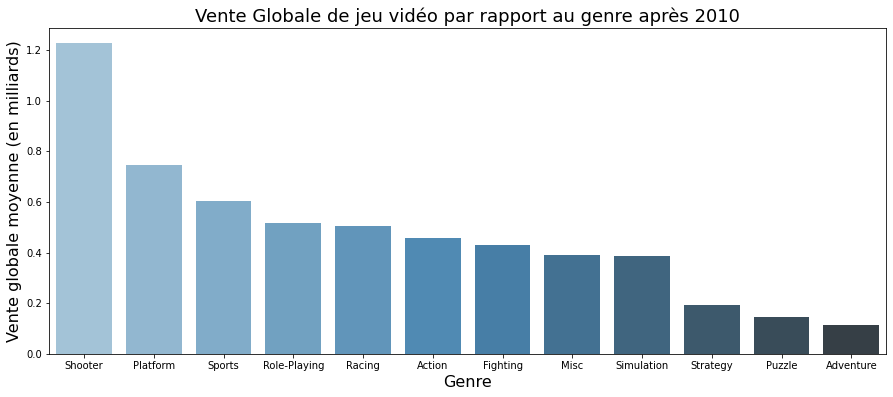 Vente Globale de jeu vidéo par rapport au genre après 2010
Vente globale moyenne (en milliards)
1.2
1.0
0.8
0.6
0.4
0.2
0.0
Shooter Platform Sports Role-Playing Racing Action Fighting Misc Simulation Strategy Puzzle Adventure
Genre